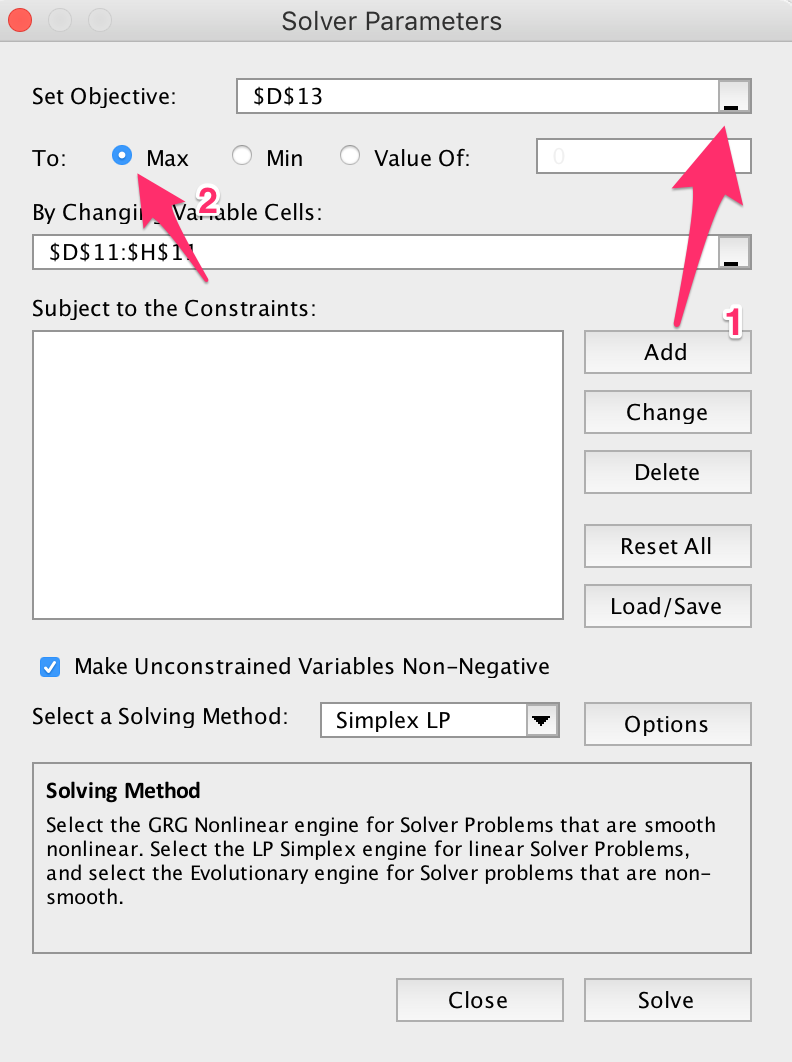 Solver Parameters
Set Objective: $D$13
To: Max Min Value Of: 0
2
By Changing Variable Cells:
$D$11:$H$11
Subject to the Constraints:
1
Add
Change
Delete
Reset All
Load/Save
Make Unconstrained Variables Non-Negative
Select a Solving Method: Simplex LP Options
Solving Method
Select the GRG Nonlinear engine for Solver Problems that are smooth
nonlinear. Select the LP Simplex engine for linear Solver Problems,
and select the Evolutionary engine for Solver problems that are non-
smooth.
Close Solve